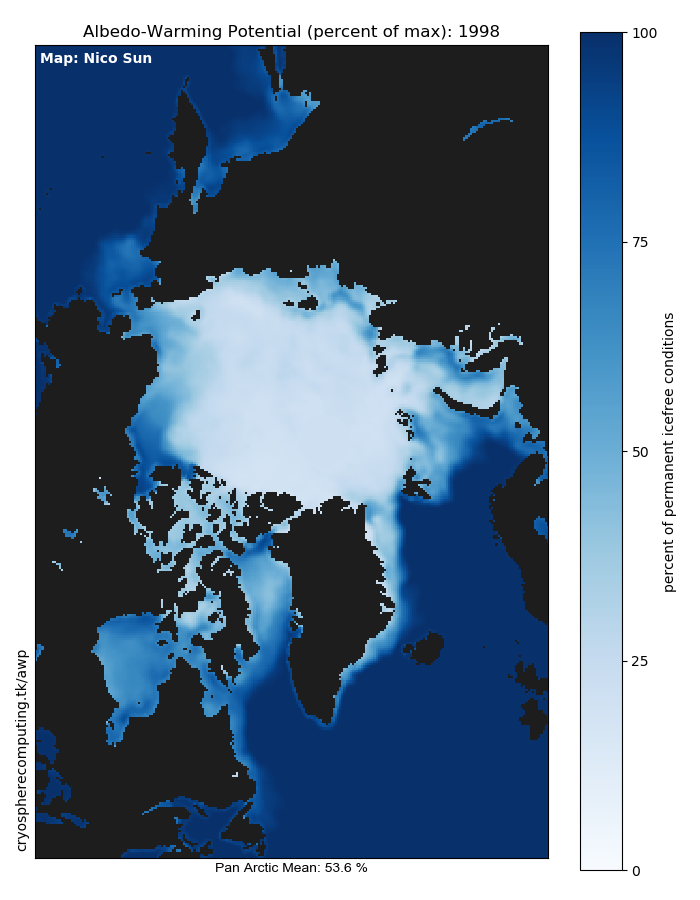 Albedo-Warming Potential (percent of max): 1998
Map: Nico Sun
100
75
50
25
0
percent of permanent icefree conditions
cryospherecomputing.tk/awp
Pan Arctic Mean: 53.6 %